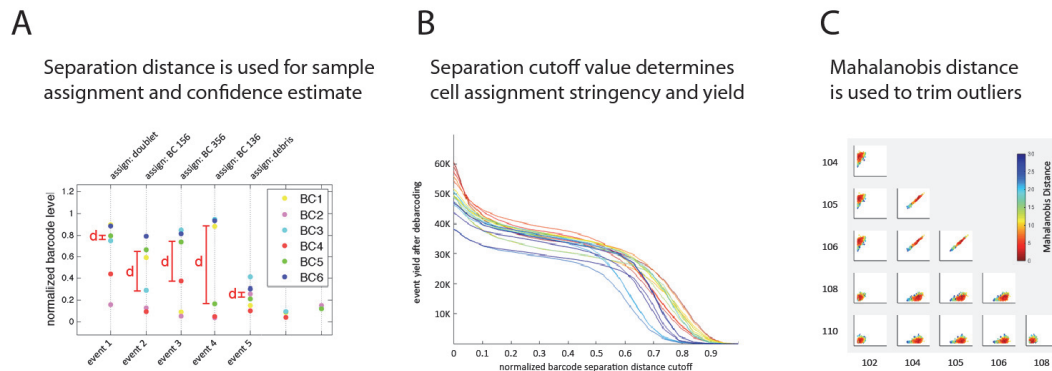 A
Separation distance is used for sample
assignment and confidence estimate
assign: doublet
assign: BC 156
assign: BC 356
assign: BC 136
assign: debris
normalized barcode level
1.2
1
0.8
0.6
0.4
0.2
0
d
d
d
d
d
BC1
BC2
BC3
BC4
BC5
BC6
event 1
event 2
event 3
event 4
event 5
B
Separation cutoff value determines
cell assignment stringency and yield
event yield after debarcoding
60K
50K
40K
30K
20K
10K
0
0.1
0.2
0.3
0.4
0.5
0.6
0.7
0.8
0.9
normalized barcode separation distance cutoff
C
Mahalanobis distance
is used to trim outliers
104
105
106
108
110
102
104
105
106
108
30
25
20
15
10
5
0
Mahalanobis Distance